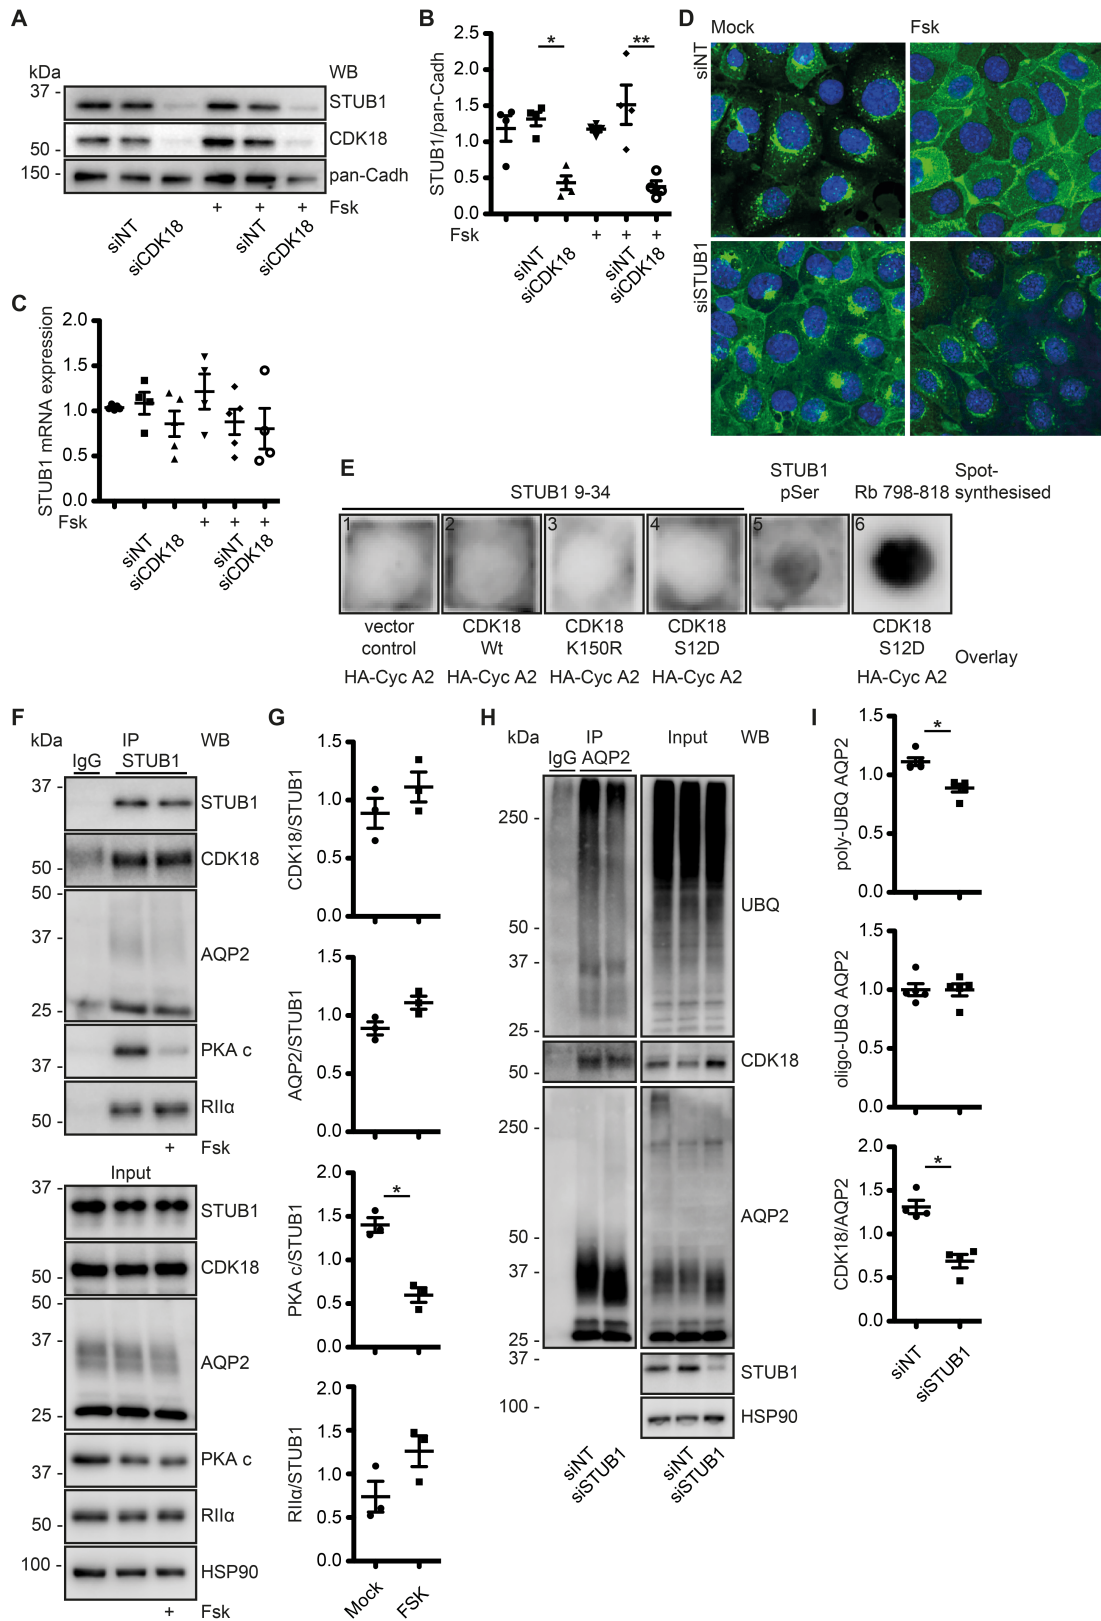 A
kDa
WB
37 -
STUB1
CDK18
50 -
150 -
pan-Cadh
+ + + Fsk
siNT
siCDK18
siNT
siCDK18
B
STUB1/pan-Cadh
2.5
2.0
1.5
1.0
0.5
0.0
*
**
Fsk + + +
siNT
siCDK18
siNT
siCDK18
C
STUB1 mRNA expression
2.0
1.5
1.0
0.5
0.0
Fsk + + +
siNT
siCDK18
siNT
siCDK18
D
Mock
Fsk
siNT
siSTUB1
E
STUB1 9-34
STUB1
pSer
Rb 798-818
Spot-
synthesised
1
2
3
4
5
6
vector
control
HA-Cyc A2
CDK18
Wt
HA-Cyc A2
CDK18
K150R
HA-Cyc A2
CDK18
S12D
HA-Cyc A2
CDK18
S12D
HA-Cyc A2
Overlay
F
kDa
IP
WB
IgG
STUB1
37 -
STUB1
CDK18
50 -
50 -
37 -
AQP2
25 -
PKA c
37 -
RIIα
50 -
+ Fsk
Input
37 -
STUB1
CDK18
50 -
50 -
37 -
AQP2
25 -
PKA c
37 -
RIIα
50 -
100 -
HSP90
+ Fsk
G
CDK18/STUB1
1.5
1.0
0.5
0.0
AQP2/STUB1
1.5
1.0
0.5
0.0
PKA c/STUB1
2.0
1.5
1.0
0.5
0.0
*
RIIα/STUB1
2.0
1.5
1.0
0.5
0.0
Mock
FSK
H
kDa
IP
Input
WB
IgG
AQP2
250 -
UBQ
50 -
37 -
25 -
CDK18
50 -
250 -
AQP2
50 -
37 -
25 -
37 -
STUB1
100 -
HSP90
siNT
siSTUB1
siNT
siSTUB1
I
poly-UBQ AQP2
1.5
1.0
0.5
0.0
*
oligo-UBQ AQP2
1.5
1.0
0.5
0.0
CDK18/AQP2
2.0
1.5
1.0
0.5
0.0
*
siNT
siSTUB1